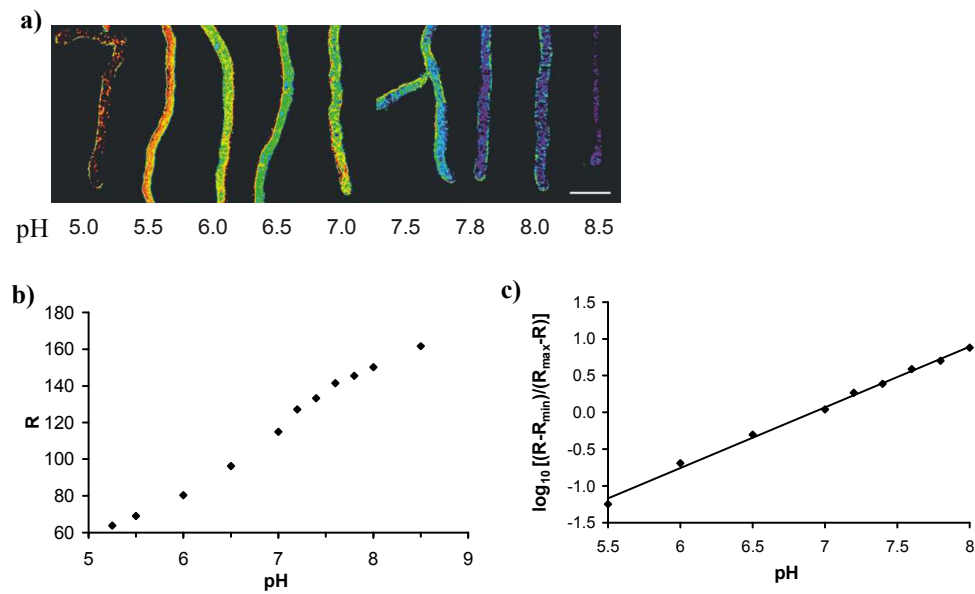 a)
pH 5.0 5.5 6.0 6.5 7.0 7.5 7.8 8.0 8.5
b)
180
160
140
120
100
80
60
R
5 6 7 8 9
pH
c)
1.5
1.0
0.5
0.0
-0.5
-1.0
-1.5
log₁₀ [(R-Rmin)/(Rmax-R)]
5.5 6 6.5 7 7.5 8
pH